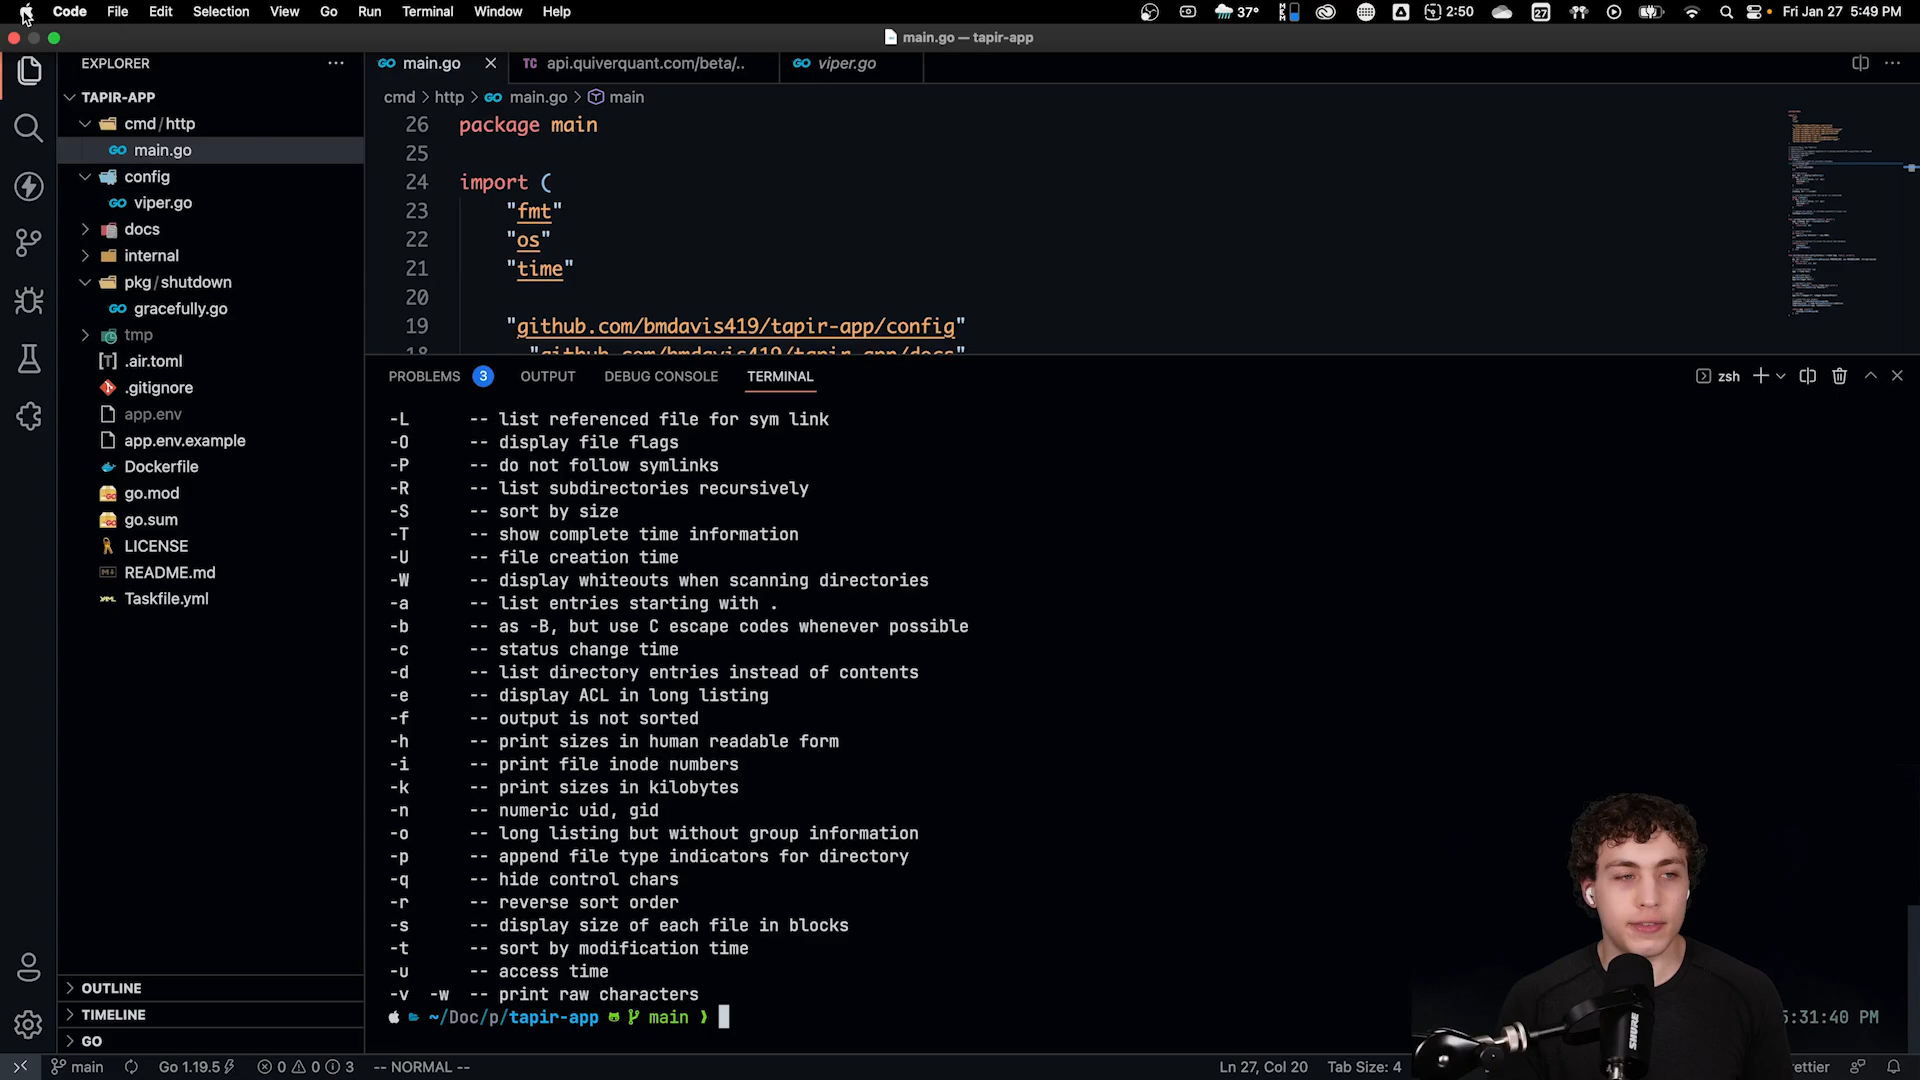 Code File Edit Selection View Go Run Terminal Window Help 37° 2:50 27 Fri Jan 27 5:49 PM
main.go — tapir-app
EXPLORER
TAPIR-APP
cmd/http
main.go
config
viper.go
docs
internal
pkg/shutdown
gracefully.go
tmp
.air.toml
.gitignore
app.env
app.env.example
Dockerfile
go.mod
go.sum
LICENSE
README.md
Taskfile.yml
OUTLINE
TIMELINE
GO
main.go TC api.quiverquant.com/beta/.. viper.go
cmd > http > main.go > main
26 package main
25
24 import (
23 "fmt"
22 "os"
21 "time"
20
19 "github.com/bmdavis419/tapir-app/config"
18 "github.com/bmdavis419/tapir-app/docs"
PROBLEMS 3 OUTPUT DEBUG CONSOLE TERMINAL zsh
-L -- list referenced file for sym link
-O -- display file flags
-P -- do not follow symlinks
-R -- list subdirectories recursively
-S -- sort by size
-T -- show complete time information
-U -- file creation time
-W -- display whiteouts when scanning directories
-a -- list entries starting with .
-b -- as -B, but use C escape codes whenever possible
-c -- status change time
-d -- list directory entries instead of contents
-e -- display ACL in long listing
-f -- output is not sorted
-h -- print sizes in human readable form
-i -- print file inode numbers
-k -- print sizes in kilobytes
-n -- numeric uid, gid
-o -- long listing but without group information
-p -- append file type indicators for directory
-q -- hide control chars
-r -- reverse sort order
-s -- display size of each file in blocks
-t -- sort by modification time
-u -- access time
-v -w -- print raw characters
~/Doc/p/tapir-app main ❯ 5:31:40 PM
SHURE
main Go 1.19.5 0 0 3 -- NORMAL -- Ln 27, Col 20 Tab Size: 4 ettier